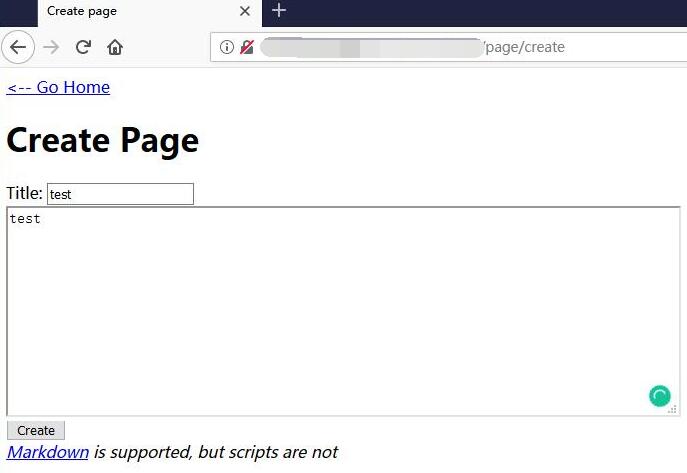 Create page
/page/create
<-- Go Home
Create Page
Title: test
test
Create
Markdown is supported, but scripts are not